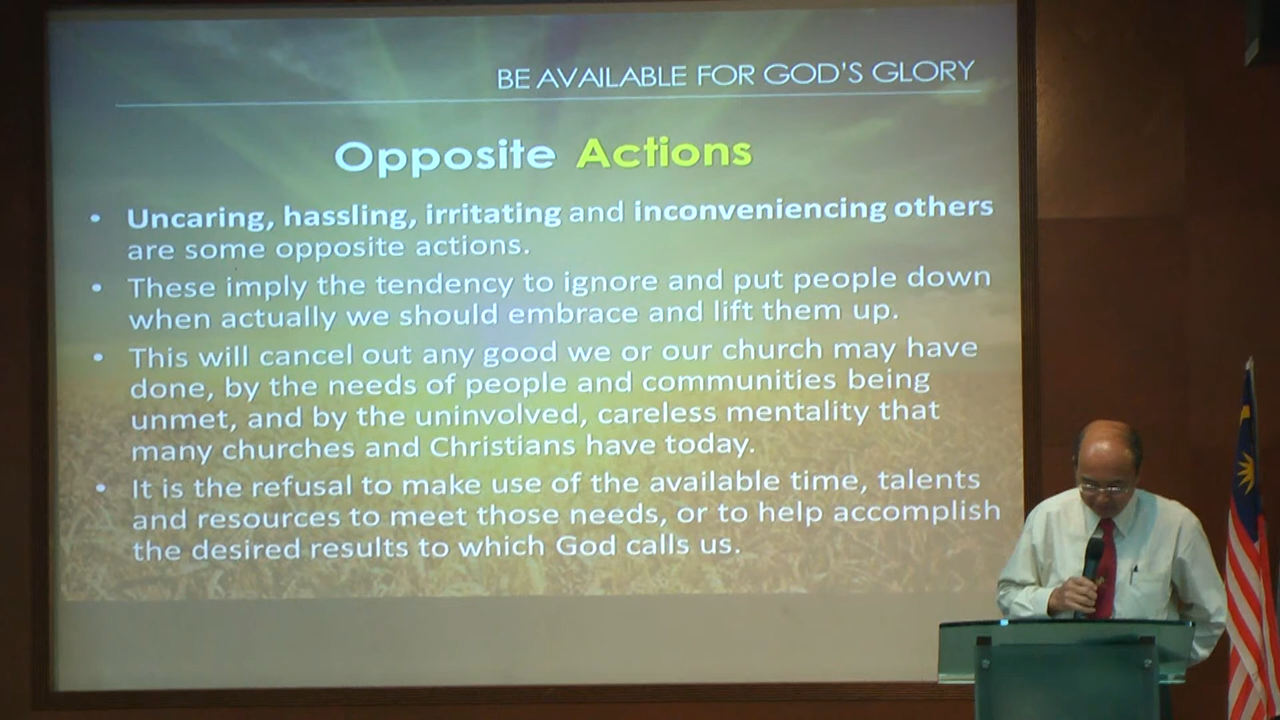 BE AVAILABLE FOR GOD'S GLORY
Opposite Actions
• Uncaring, hassling, irritating and inconveniencing others
are some opposite actions.
• These imply the tendency to ignore and put people down
when actually we should embrace and lift them up.
• This will cancel out any good we or our church may have
done, by the needs of people and communities being
unmet, and by the uninvolved, careless mentality that
many churches and Christians have today.
• It is the refusal to make use of the available time, talents
and resources to meet those needs, or to help accomplish
the desired results to which God calls us.